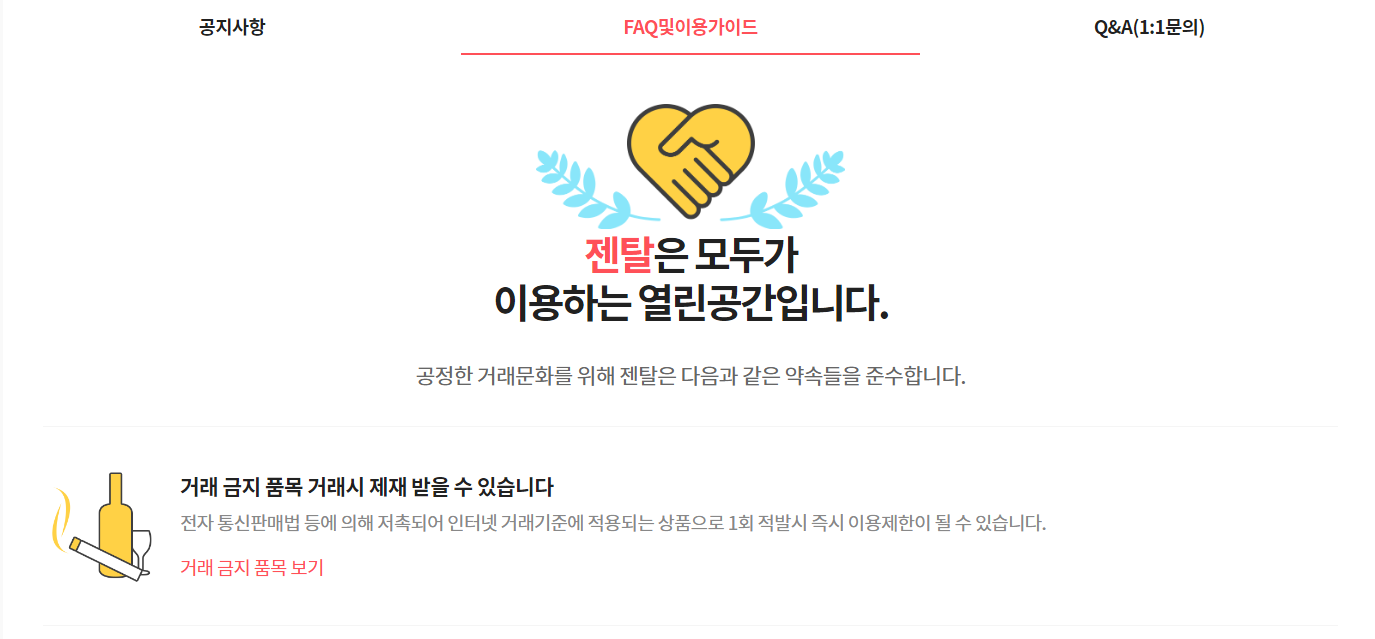 공지사항
FAQ및이용가이드
Q&A(1:1문의)
젠탈은 모두가
이용하는 열린공간입니다.
공정한 거래문화를 위해 젠탈은 다음과 같은 약속들을 준수합니다.
거래 금지 품목 거래시 제재 받을 수 있습니다
전자 통신판매법 등에 의해 저촉되어 인터넷 거래기준에 적용되는 상품으로 1회 적발시 즉시 이용제한이 될 수 있습니다.
거래 금지 품목 보기